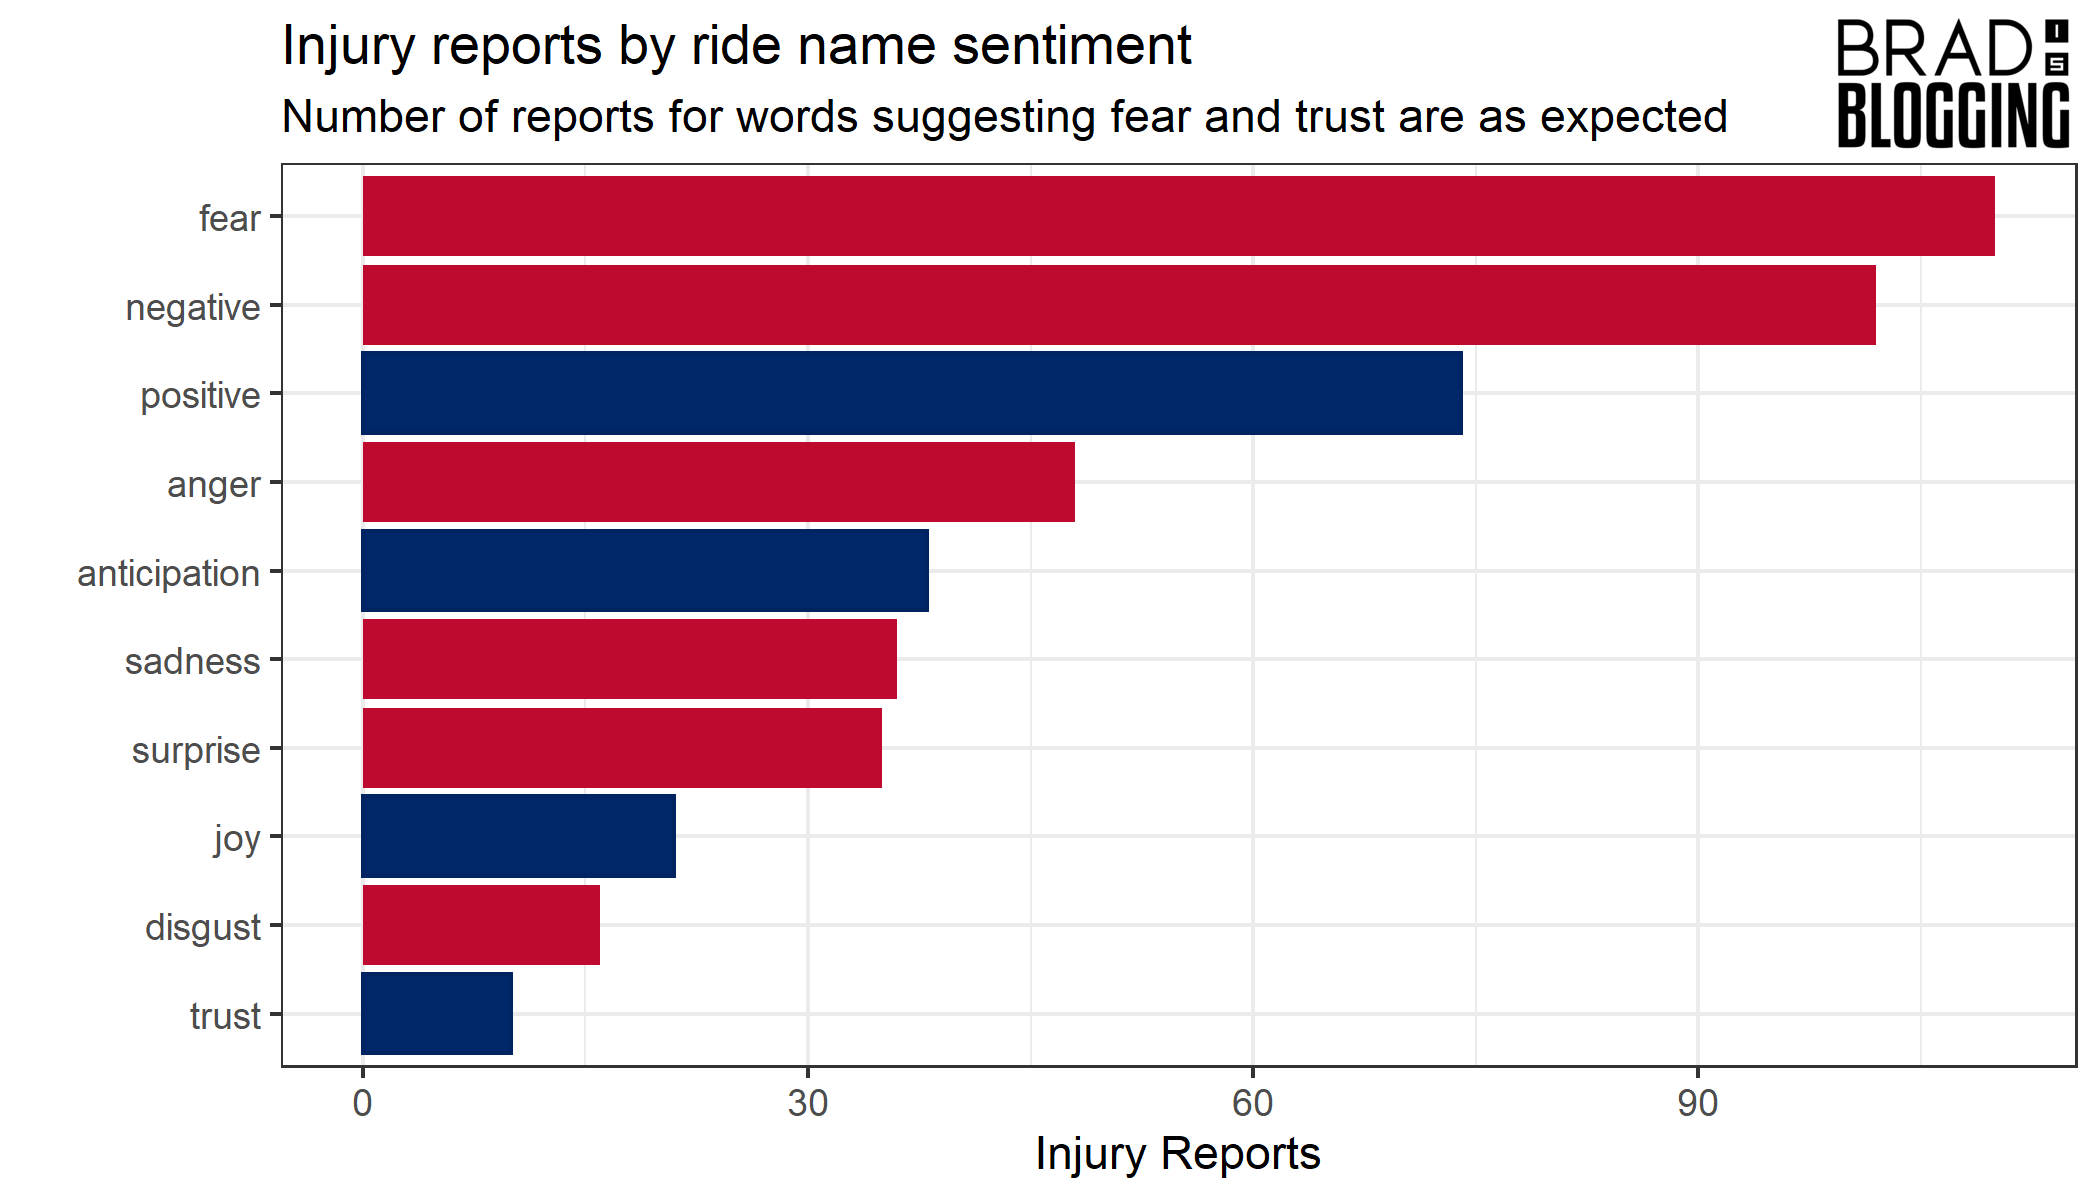 Injury reports by ride name sentiment
Number of reports for words suggesting fear and trust are as expected
BRAD IS
BLOGGING
fear
negative
positive
anger
anticipation
sadness
surprise
joy
disgust
trust
0 30 60 90
Injury Reports